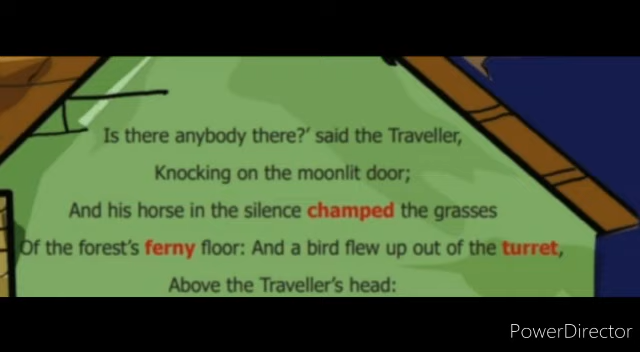 Is there anybody there?' said the Traveller,
Knocking on the moonlit door;
And his horse in the silence champed the grasses
Of the forest's ferny floor: And a bird flew up out of the turret,
Above the Traveller's head:
PowerDirector